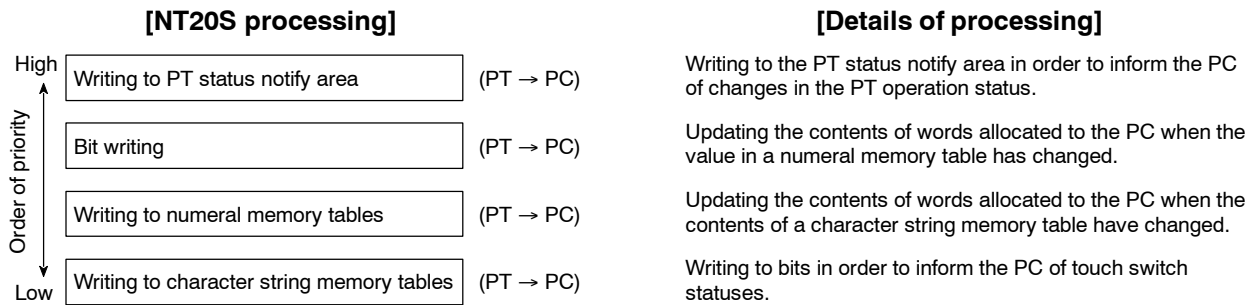 [NT20S processing] [Details of processing]
High
Writing to PT status notify area (PT → PC)
Writing to the PT status notify area in order to inform the PC
of changes in the PT operation status.
Order of priority
Bit writing (PT → PC)
Updating the contents of words allocated to the PC when the
value in a numeral memory table has changed.
Writing to numeral memory tables (PT → PC)
Updating the contents of words allocated to the PC when the
contents of a character string memory table have changed.
Low
Writing to character string memory tables (PT → PC)
Writing to bits in order to inform the PC of touch switch
statuses.